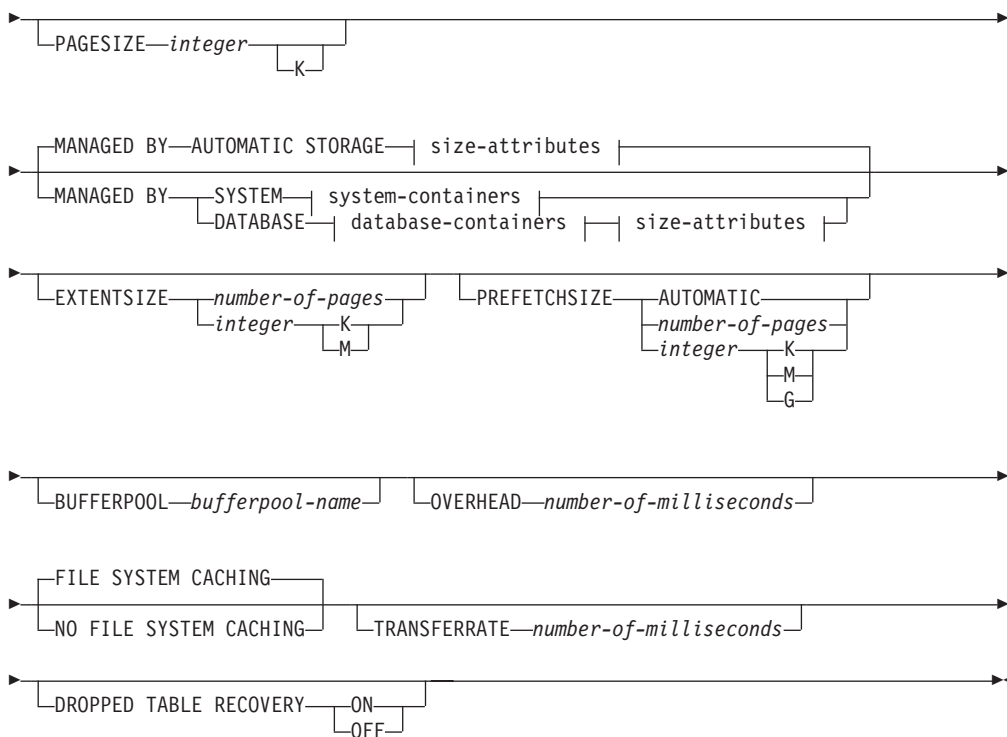 PAGESIZE integer
K
MANAGED BY AUTOMATIC STORAGE size-attributes
MANAGED BY SYSTEM system-containers
DATABASE database-containers size-attributes
EXTENTSIZE number-of-pages PREFETCHSIZE AUTOMATIC
integer K number-of-pages
M integer K
M
G
BUFFERPOOL bufferpool-name OVERHEAD number-of-milliseconds
FILE SYSTEM CACHING
NO FILE SYSTEM CACHING TRANSFERRATE number-of-milliseconds
DROPPED TABLE RECOVERY ON
OFF